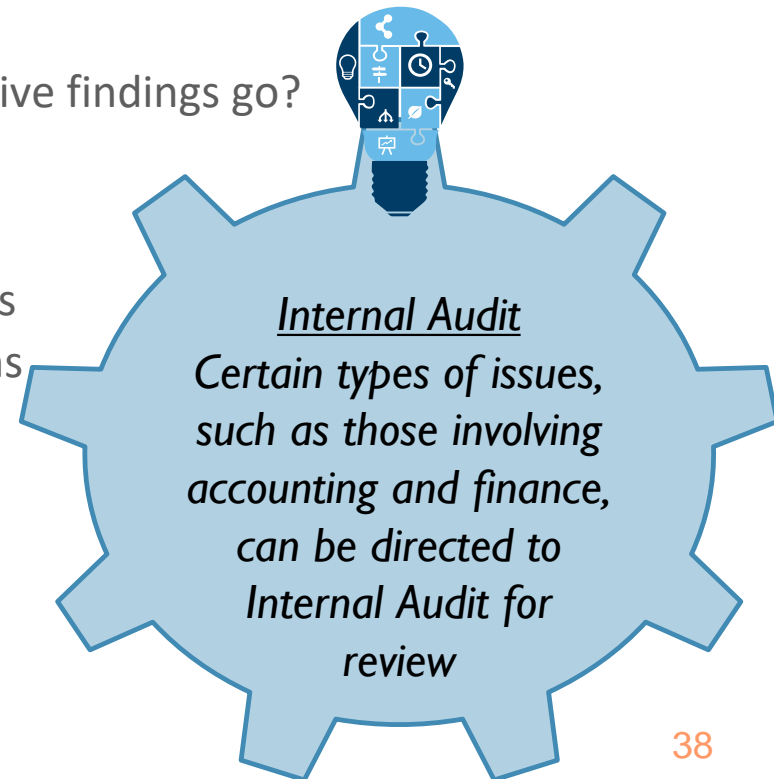 ive findings go?
s
ns
Internal Audit
Certain types of issues,
such as those involving
accounting and finance,
can be directed to
Internal Audit for
review
38